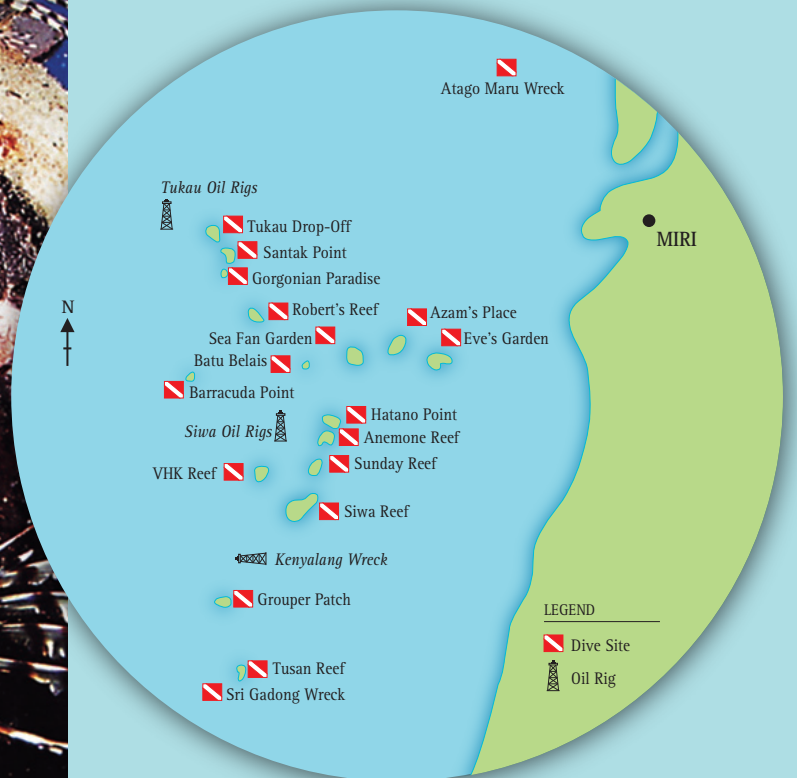 Atago Maru Wreck
Tukau Oil Rigs
Tukau Drop-Off
MIRI
Santak Point
Gorgonian Paradise
N
Robert's Reef
Azam's Place
Sea Fan Garden
Eve's Garden
Batu Belais
Barracuda Point
Hatano Point
Siwa Oil Rigs
Anemone Reef
VHK Reef
Sunday Reef
Siwa Reef
Kenyalang Wreck
Grouper Patch
LEGEND
Dive Site
Oil Rig
Tusan Reef
Sri Gadong Wreck